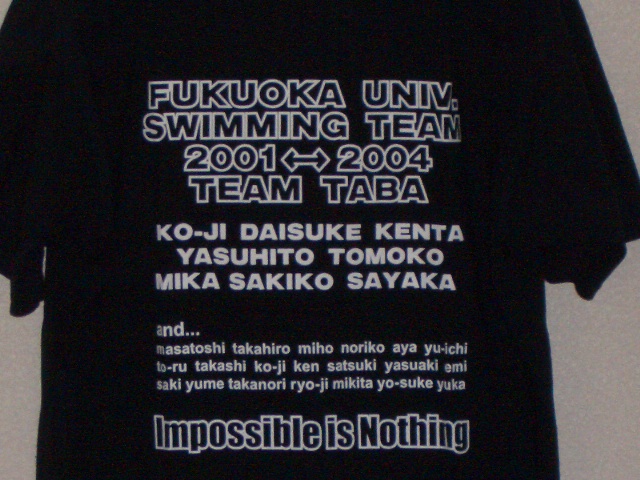 FUKUOKA UNIV.
SWIMMING TEAM
2001↔2004
TEAM TABA
KO-JI DAISUKE KENTA
YASUHITO TOMOKO
MIKA SAKIKO SAYAKA
and...
masatoshi takahiro miho noriko aya yu-ichi
to-ru takashi ko-ji ken satsuki yasuaki emi
saki yume takanori ryo-ji mikita yo-suke yuka
Impossible is Nothing